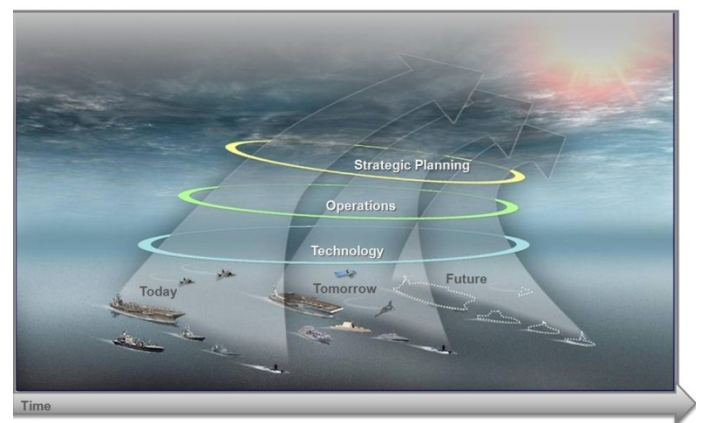 Strategic Planning
Operations
Technology
Today
Tomorrow
Future
Time